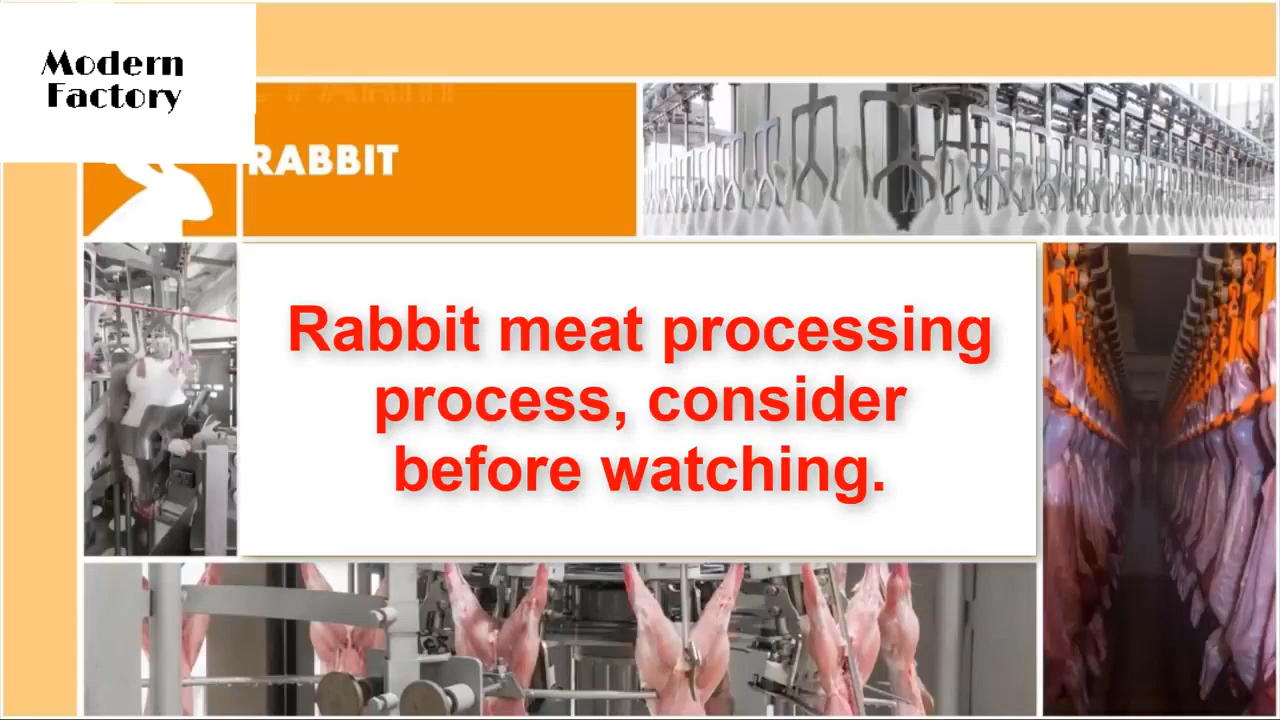 Modern
Factory
RABBIT
Rabbit meat processing
process, consider
before watching.